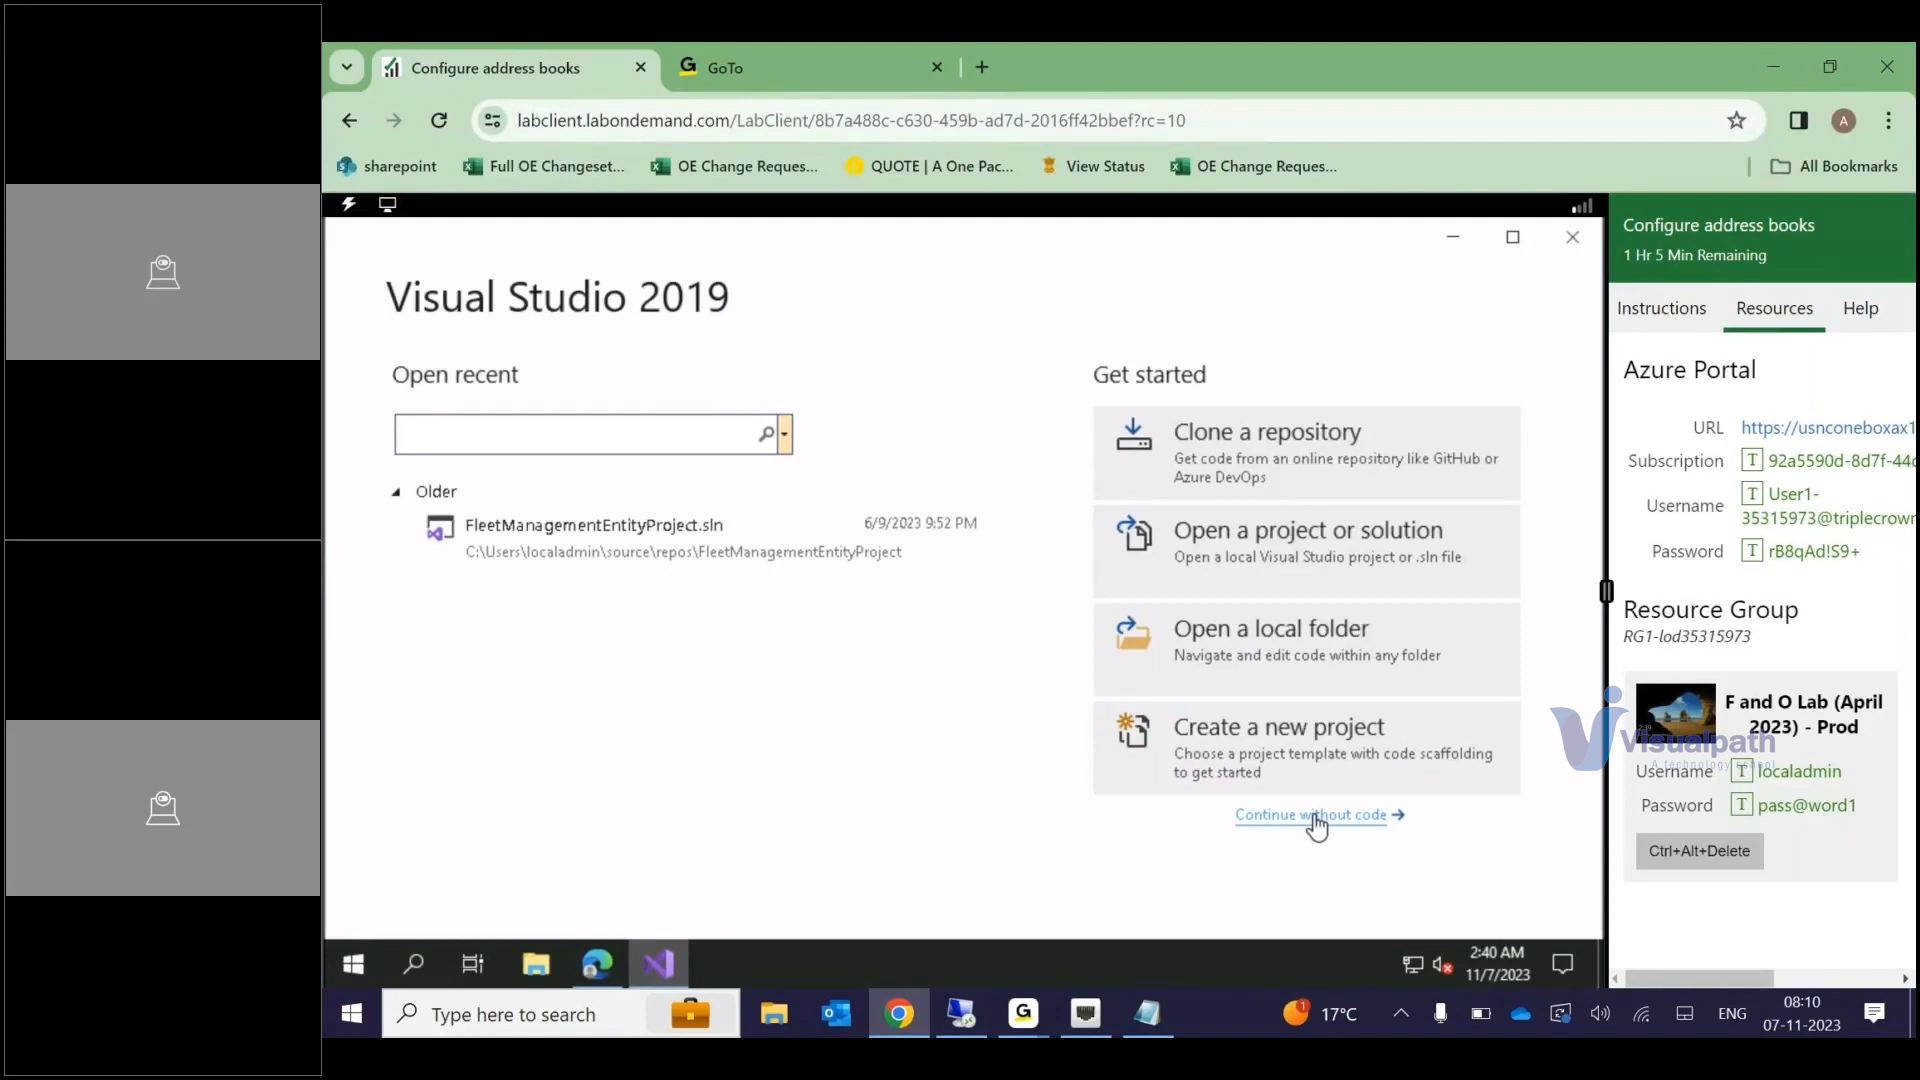 Configure address books
GoTo
labclient.labondemand.com/LabClient/8b7a488c-c630-459b-ad7d-2016ff42bbef?rc=10
A
sharepoint
Full OE Changeset...
OE Change Reques...
QUOTE | A One Pac...
View Status
OE Change Reques...
All Bookmarks
Visual Studio 2019
Open recent
Older
FleetManagementEntityProject.sln
6/9/2023 9:52 PM
C:\Users\localadmin\source\repos\FleetManagementEntityProject
Get started
Clone a repository
Get code from an online repository like GitHub or
Azure DevOps
Open a project or solution
Open a local Visual Studio project or .sln file
Open a local folder
Navigate and edit code within any folder
Create a new project
Choose a project template with code scaffolding
to get started
Continue without code
Configure address books
1 Hr 5 Min Remaining
Instructions
Resources
Help
Azure Portal
URL
https://usnconeboxax1
Subscription
T 92a5590d-8d7f-44
Username
T User1-
35315973@triplecrow
Password
T rB8qAd!S9+
Resource Group
RG1-lod35315973
F and O Lab (April
2023) - Prod
Visualpath
A technology school
Username
T localadmin
Password
T pass@word1
Ctrl+Alt+Delete
2:40 AM
11/7/2023
Type here to search
G
1
17°C
ENG
08:10
07-11-2023